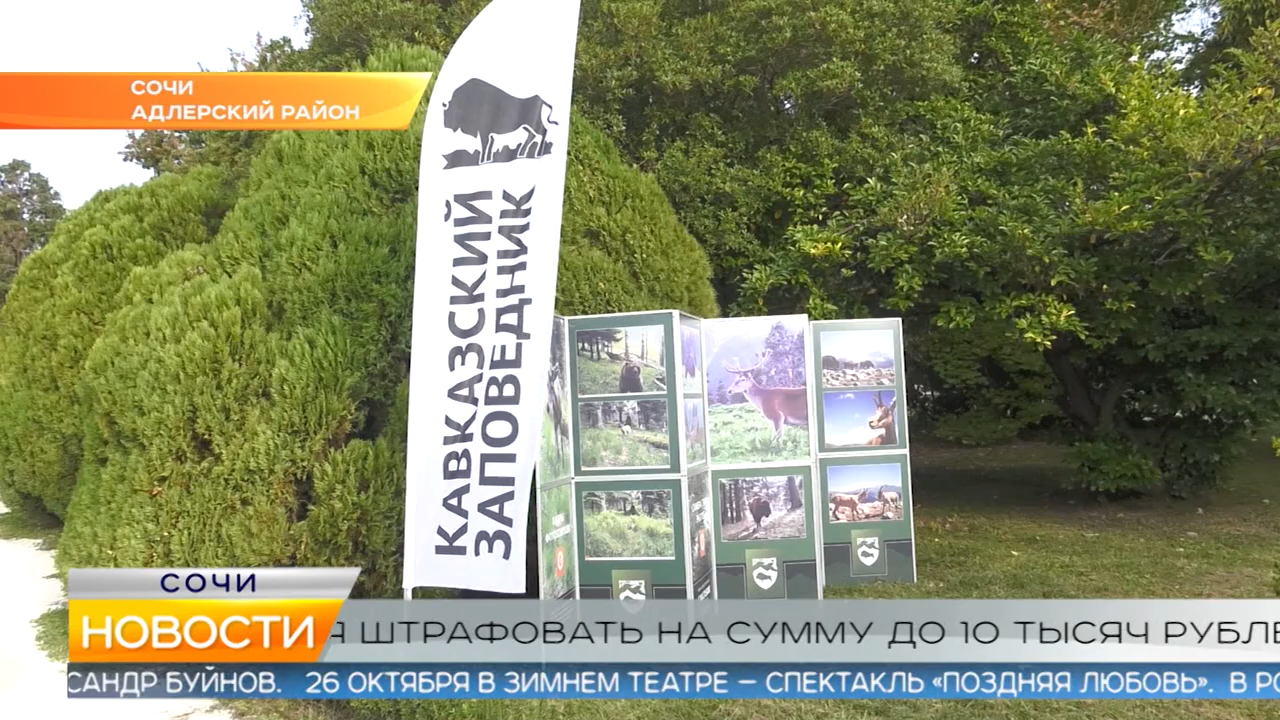 СОЧИ
АДЛЕРСКИЙ РАЙОН
КАВКАЗСКИЙ
ЗАПОВЕДНИК
СОЧИ
НОВОСТИ
Я ШТРАФОВАТЬ НА СУММУ ДО 10 ТЫСЯЧ РУБЛЕ
САНДР БУЙНОВ. 26 ОКТЯБРЯ В ЗИМНЕМ ТЕАТРЕ – СПЕКТАКЛЬ «ПОЗДНЯЯ ЛЮБОВЬ». В РО